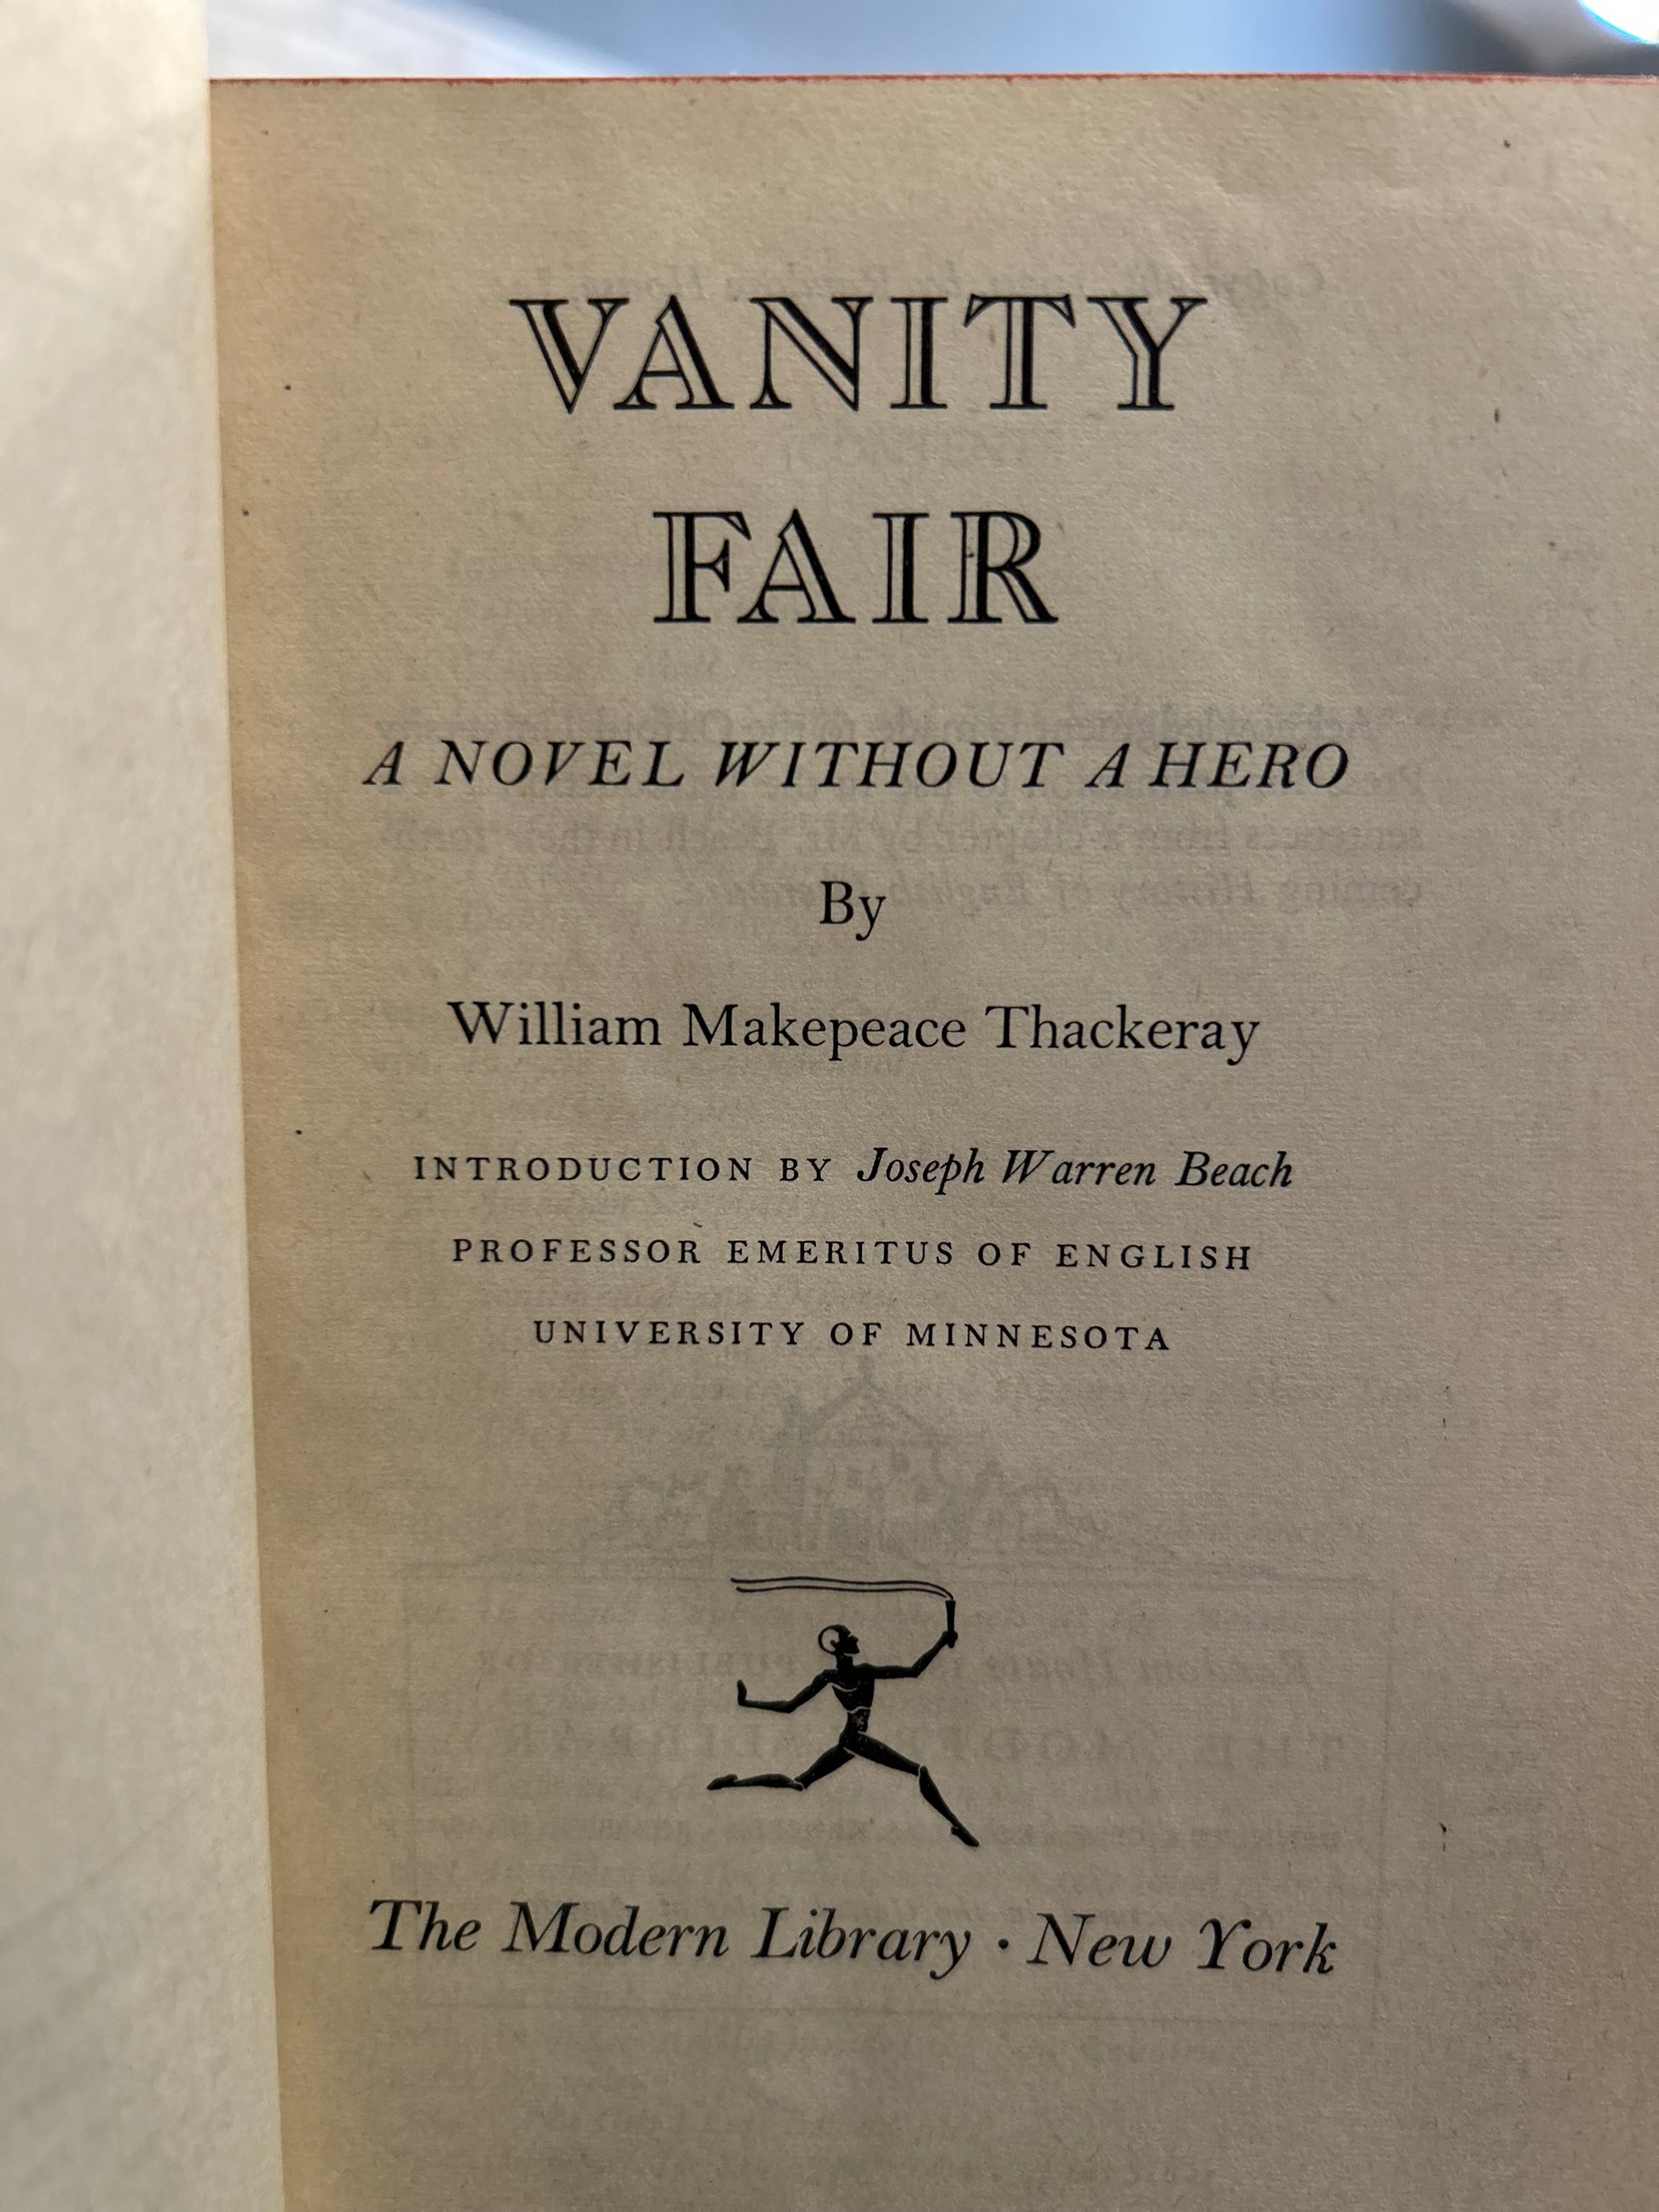 VANITY
FAIR
A NOVEL WITHOUT A HERO
By
William Makepeace Thackeray
INTRODUCTION BY Joseph Warren Beach
PROFESSOR EMERITUS OF ENGLISH
UNIVERSITY OF MINNESOTA
The Modern Library · New York